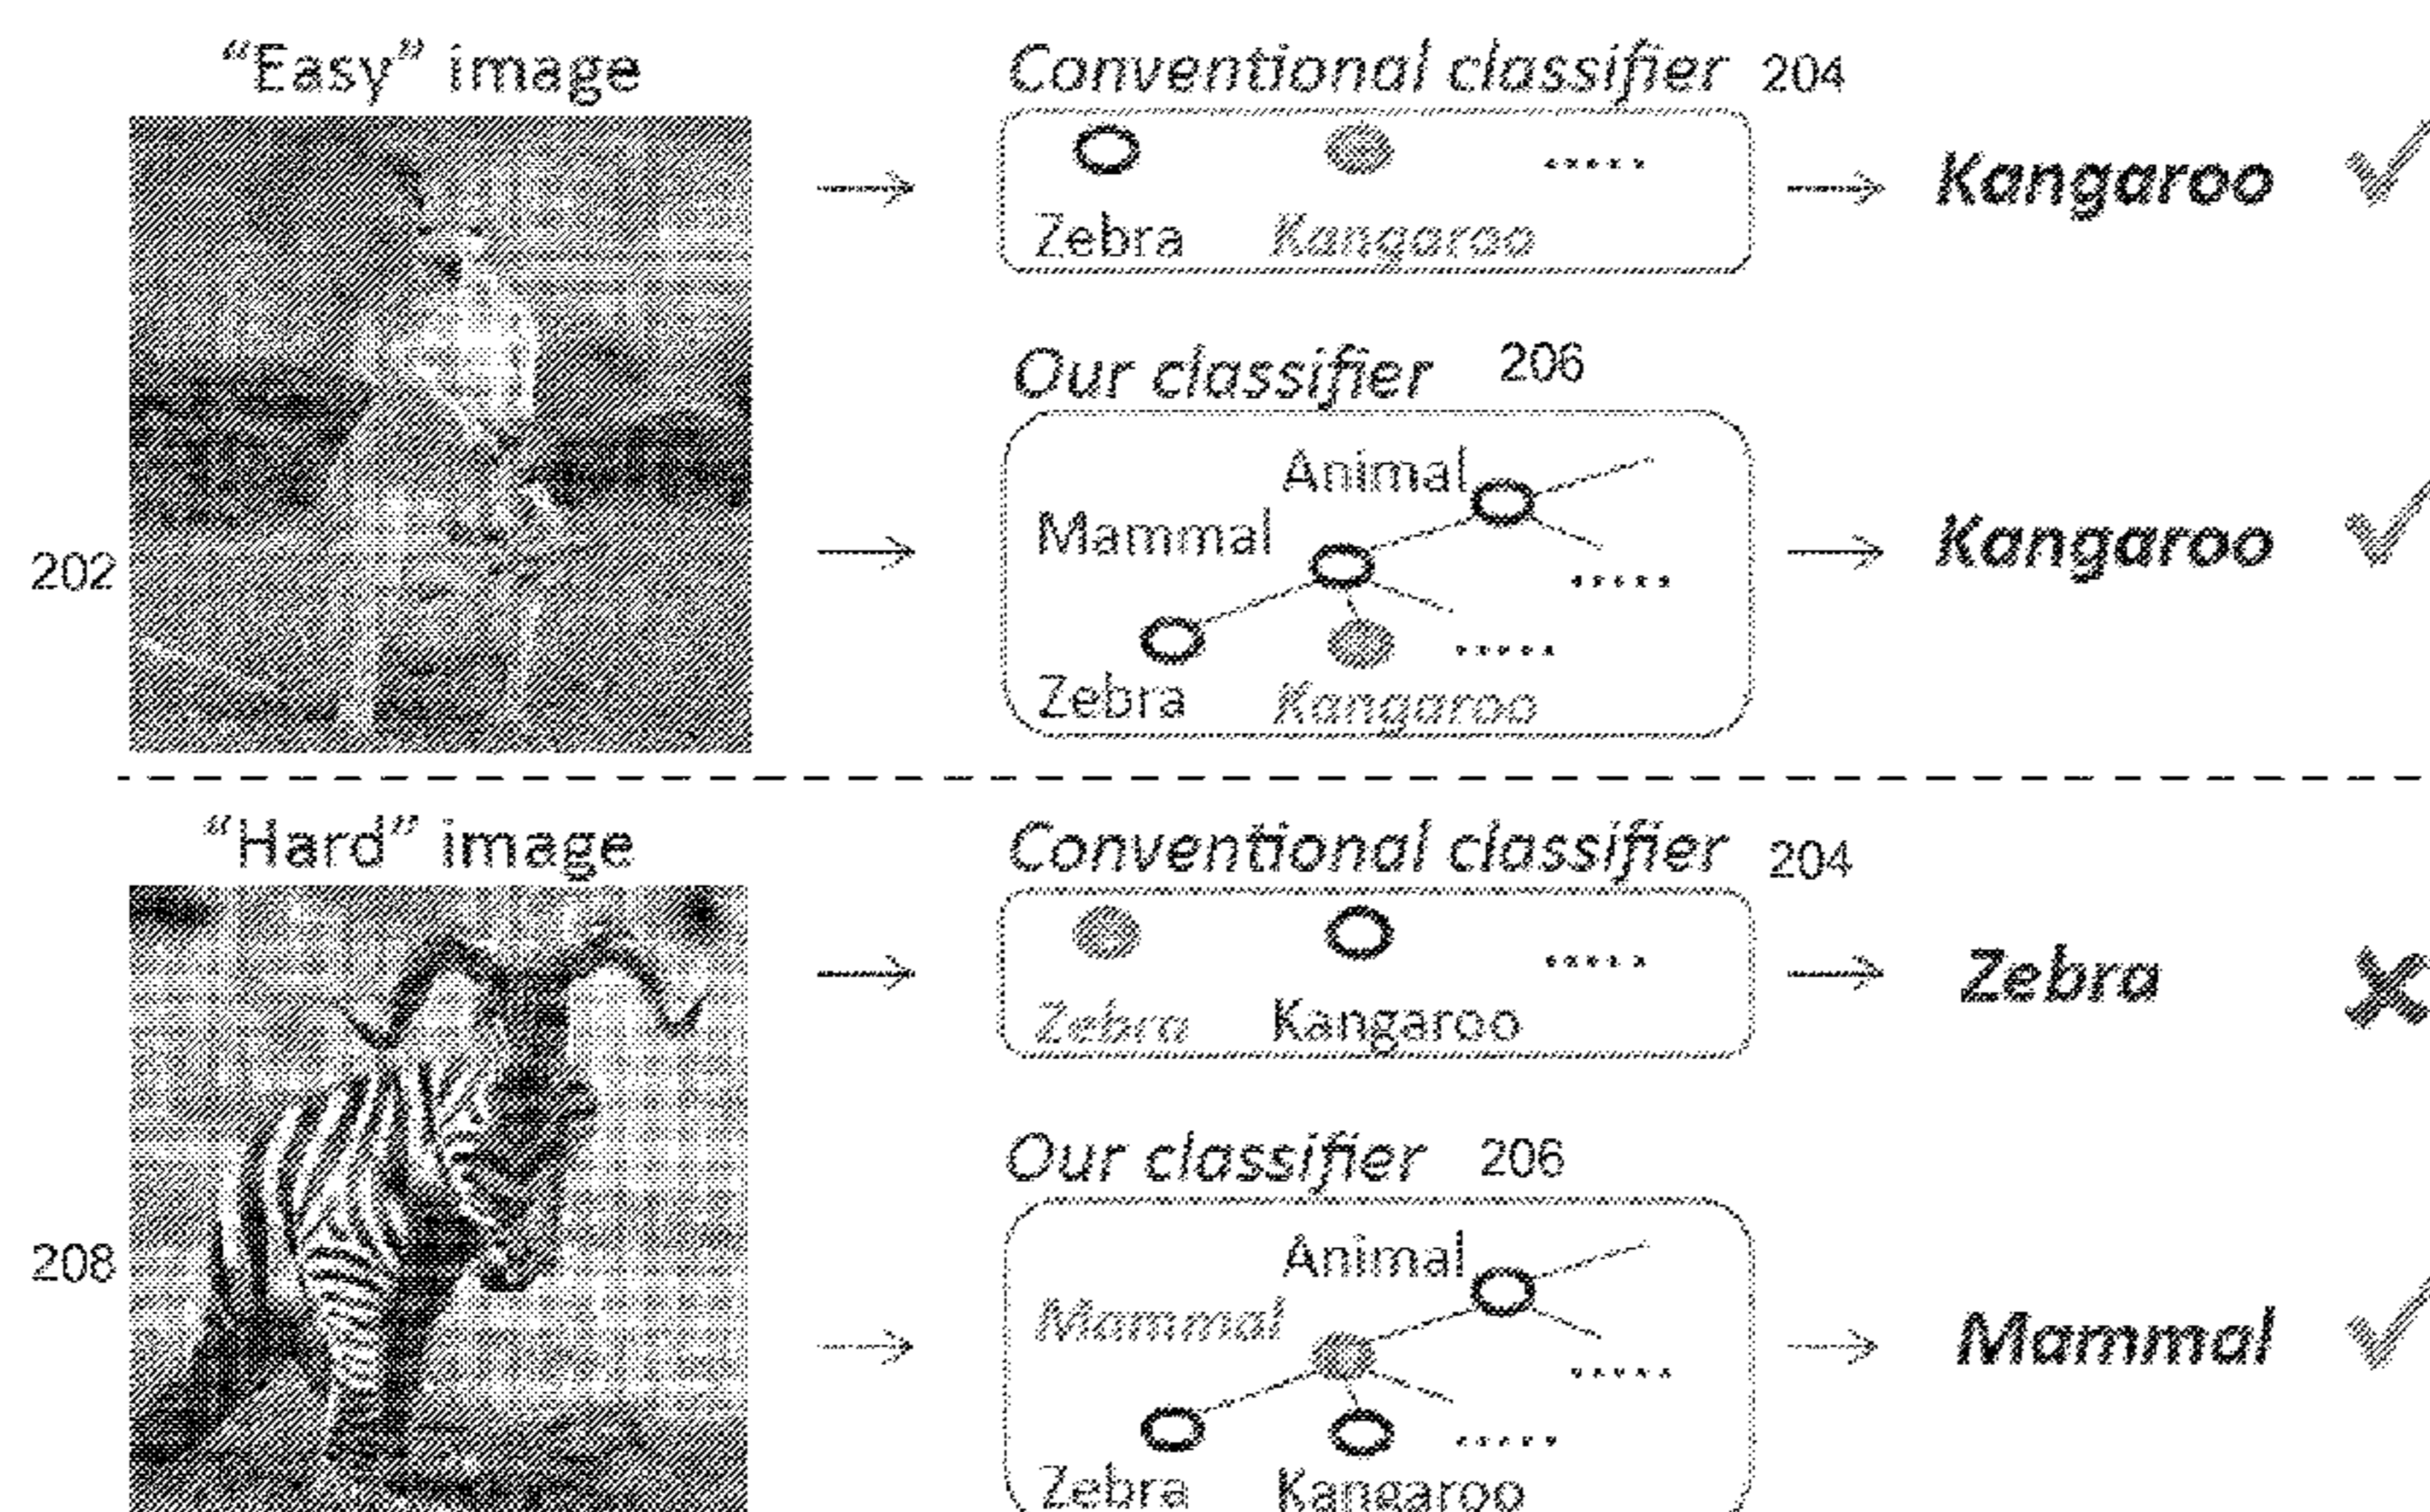 “Easy” image
Conventional classifier 204
Zebra Kangaroo .....
Kangaroo
202
Our classifier 206
Animal
Mammal
.....
.....
Zebra Kangaroo
Kangaroo
“Hard” image
Conventional classifier 204
Zebra Kangaroo .....
Zebra
208
Our classifier 206
Animal
Mammal
.....
.....
Zebra Kangaroo
Mammal